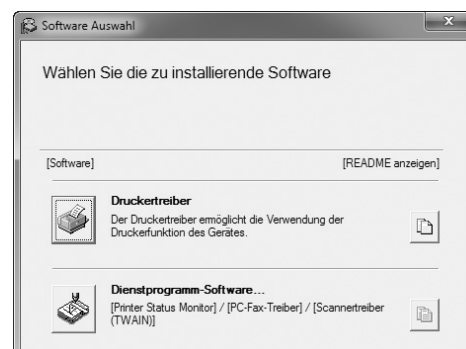 Software Auswahl
Wählen Sie die zu installierende Software
[Software]
[README anzeigen]
Druckertreiber
Der Druckertreiber ermöglicht die Verwendung der
Druckerfunktion des Gerätes.
Dienstprogramm-Software...
[Printer Status Monitor] / [PC-Fax-Treiber] / [Scannertreiber
(TWAIN)]